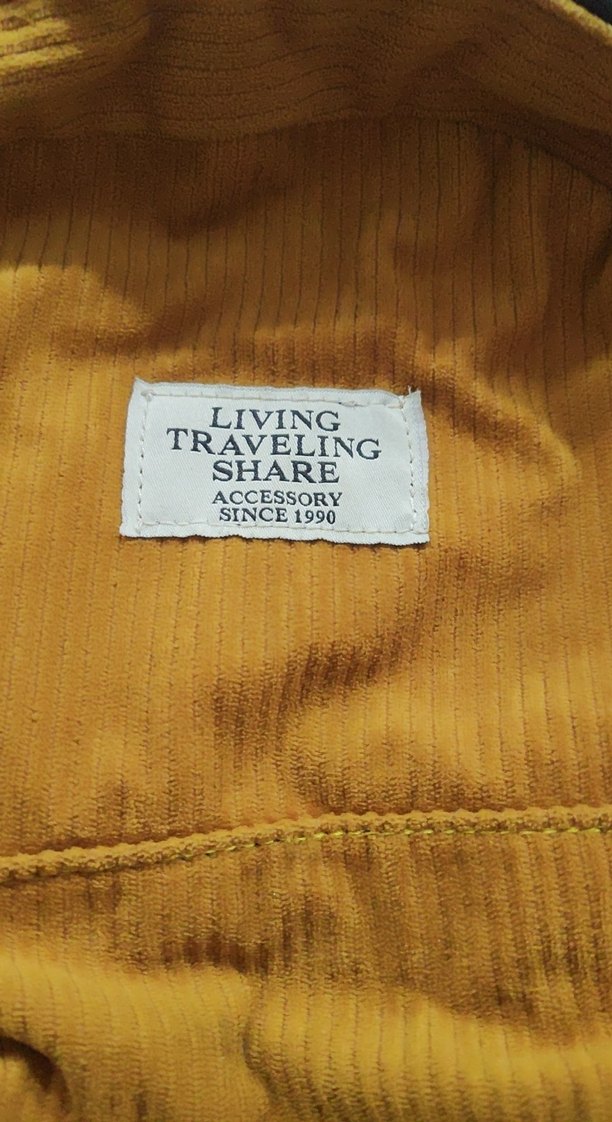 LIVING
TRAVELING
SHARE
ACCESSORY
SINCE 1990